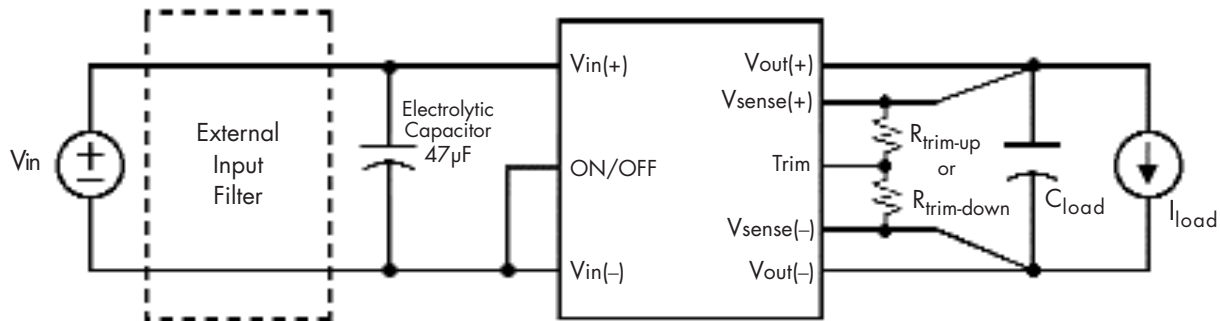 Vin
External
Input
Filter
Electrolytic
Capacitor
47µF
Vin(+)
ON/OFF
Vin(–)
Vout(+)
Vsense(+)
Trim
Vsense(–)
Vout(–)
Rtrim-up
or
Rtrim-down
Cload
Iload